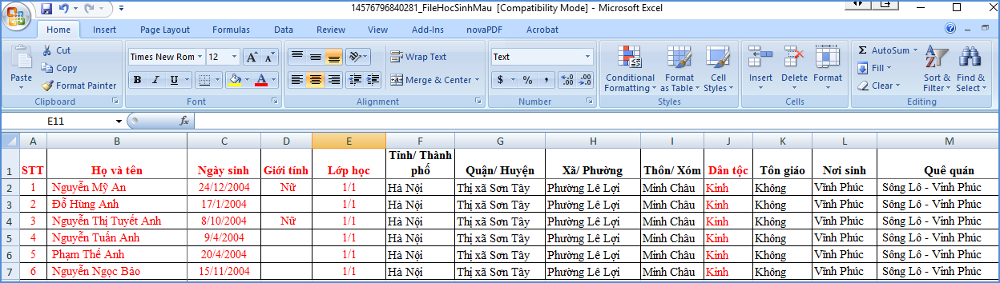 14576796840281_FileHocSinhMau [Compatibility Mode] - Microsoft Excel
Home Insert Page Layout Formulas Data Review View Add-Ins novaPDF Acrobat
Paste Cut Copy Format Painter Clipboard
Times New Rom 12 A A B I U A Font
Wrap Text Merge & Center Alignment
Text $ % , .0 .00 .00 .0 Number
Conditional Formatting Format as Table Cell Styles Styles
Insert Delete Format Cells
Σ AutoSum Fill Clear Sort & Filter Find & Select Editing
E11 fx
A B C D E F G H I J K L M
1 STT Họ và tên Ngày sinh Giới tính Lớp học Tỉnh/ Thành phố Quận/ Huyện Xã/ Phường Thôn/ Xóm Dân tộc Tôn giáo Nơi sinh Quê quán
2 1 Nguyễn Mỹ An 24/12/2004 Nữ 1/1 Hà Nội Thị xã Sơn Tây Phường Lê Lợi Minh Châu Kinh Không Vĩnh Phúc Sông Lô - Vĩnh Phúc
3 2 Đỗ Hùng Anh 17/1/2004 1/1 Hà Nội Thị xã Sơn Tây Phường Lê Lợi Minh Châu Kinh Không Vĩnh Phúc Sông Lô - Vĩnh Phúc
4 3 Nguyễn Thị Tuyết Anh 8/10/2004 Nữ 1/1 Hà Nội Thị xã Sơn Tây Phường Lê Lợi Minh Châu Kinh Không Vĩnh Phúc Sông Lô - Vĩnh Phúc
5 4 Nguyễn Tuấn Anh 9/4/2004 1/1 Hà Nội Thị xã Sơn Tây Phường Lê Lợi Minh Châu Kinh Không Vĩnh Phúc Sông Lô - Vĩnh Phúc
6 5 Phạm Thế Anh 20/4/2004 1/1 Hà Nội Thị xã Sơn Tây Phường Lê Lợi Minh Châu Kinh Không Vĩnh Phúc Sông Lô - Vĩnh Phúc
7 6 Nguyễn Ngọc Bảo 15/11/2004 1/1 Hà Nội Thị xã Sơn Tây Phường Lê Lợi Minh Châu Kinh Không Vĩnh Phúc Sông Lô - Vĩnh Phúc